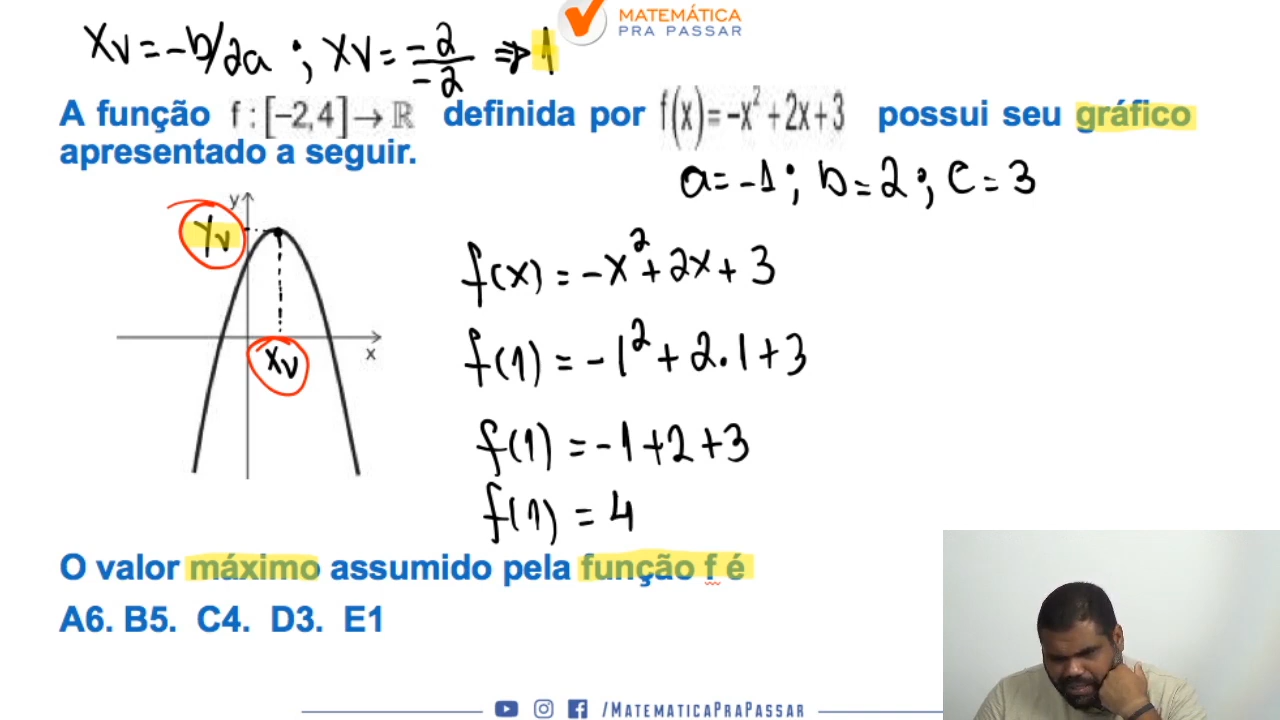 MATEMÁTICA
PRA PASSAR
Xv = -b/2a ; Xv = -2/-2 ⇒ 1
A função f : [−2,4] → ℝ definida por f(x) = −x² + 2x + 3 possui seu gráfico
apresentado a seguir.
a = -1 ; b = 2 ; c = 3
y
Yv
Xv
x
f(x) = -x² + 2x + 3
f(1) = -1² + 2.1 + 3
f(1) = -1 + 2 + 3
f(1) = 4
O valor máximo assumido pela função f é
A6. B5. C4. D3. E1
/MATEMATICAPRAPASSAR